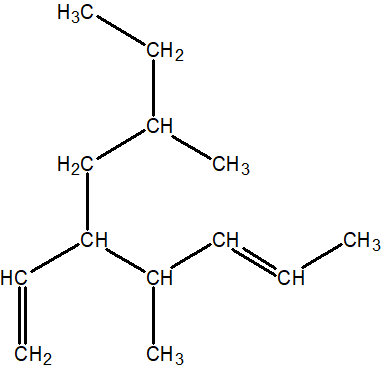 H₃C
CH₂
CH
H₂C CH₃
CH CH CH₃
HC CH CH
CH₂ CH₃